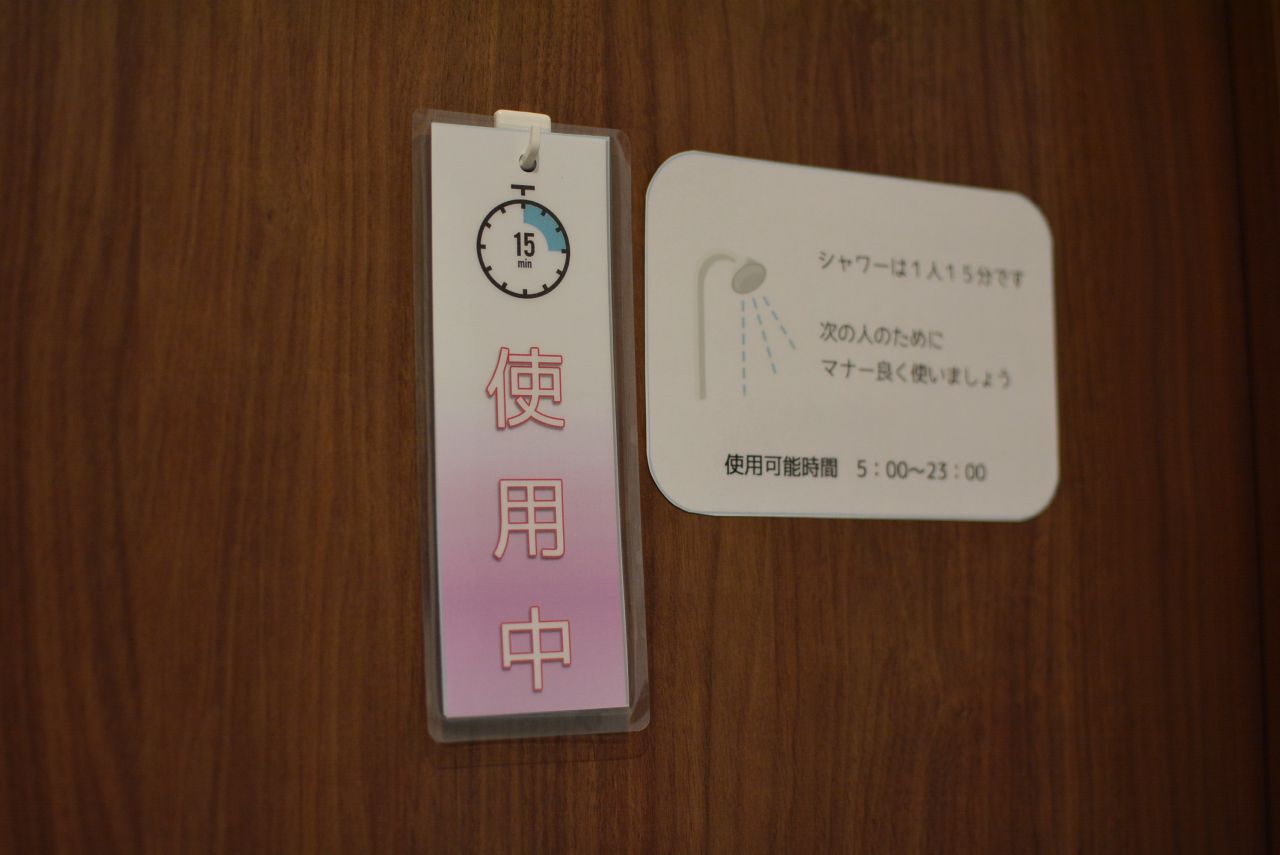 15
min
使用中
シャワーは1人15分です
次の人のために
マナー良く使いましょう
使用可能時間　5：00～23：00